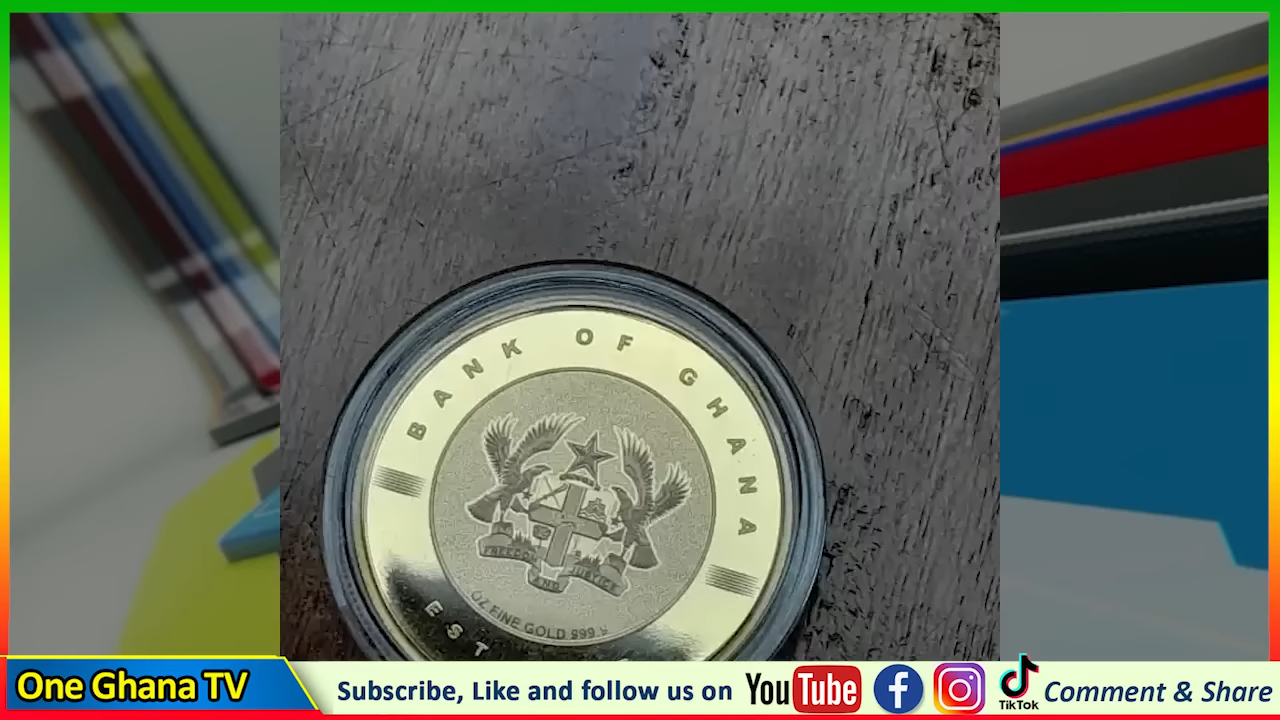 BANK OF GHANA
FREEDOM AND JUSTICE
OZ FINE GOLD 999.9
EST
One Ghana TV
Subscribe, Like and follow us on YouTube
TikTok
Comment & Share